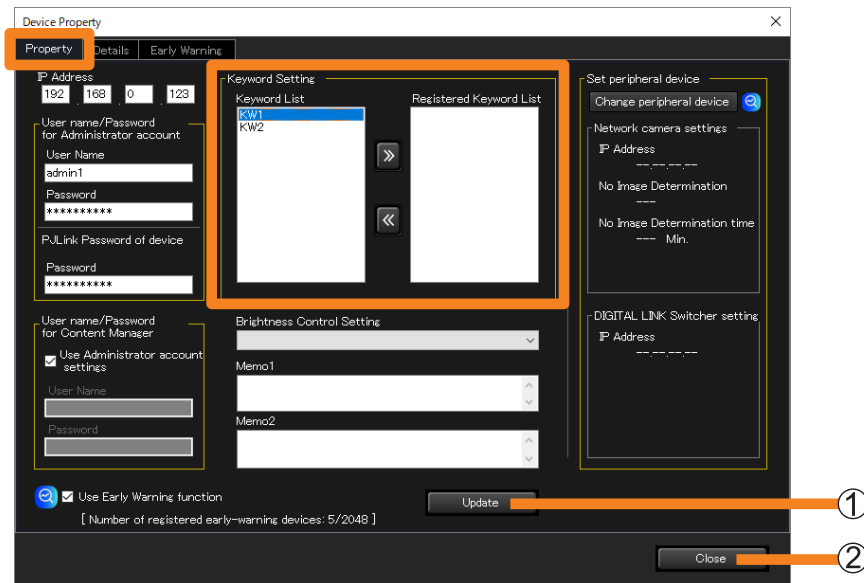 Device Property
Property Details Early Warning
IP Address
192 . 168 . 0 . 123
User name/Password
for Administrator account
User Name
admin1
Password
**********
PJLink Password of device
Password
**********
User name/Password
for Content Manager
Use Administrator account
settings
User Name
Password
Keyword Setting
Keyword List
KW1
KW2
Registered Keyword List
Brightness Control Setting
Memo1
Memo2
Set peripheral device
Change peripheral device
Network camera settings
IP Address
--.--.--.--
No Image Determination
---
No Image Determination time
--- Min.
DIGITAL LINK Switcher setting
IP Address
--.--.--.--
Use Early Warning function
[ Number of registered early-warning devices: 5/2048 ]
Update
①
Close
②